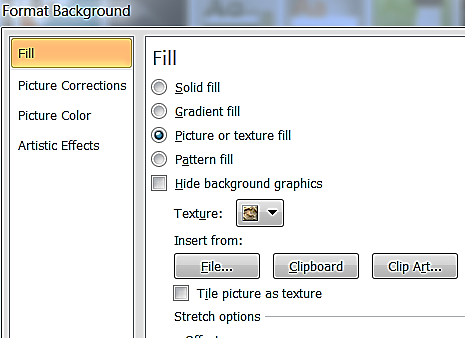 Format Background
Fill
Picture Corrections
Picture Color
Artistic Effects
Fill
Solid fill
Gradient fill
Picture or texture fill
Pattern fill
Hide background graphics
Texture:
Insert from:
File... Clipboard Clip Art...
Tile picture as texture
Stretch options